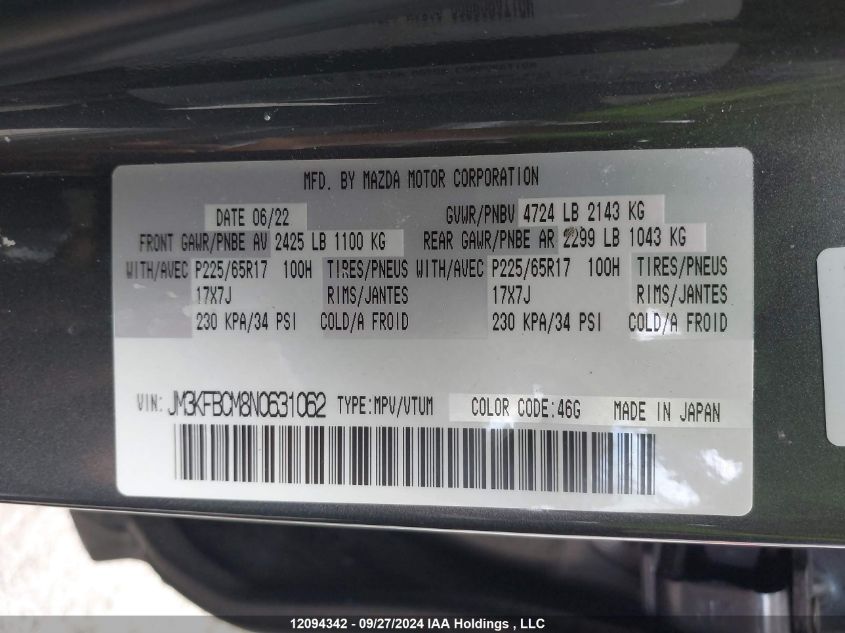 MFD. BY MAZDA MOTOR CORPORATION
DATE 06/22 GVWR/PNBV 4724 LB 2143 KG
FRONT GAWR/PNBE AV 2425 LB 1100 KG REAR GAWR/PNBE AR 2299 LB 1043 KG
WITH/AVEC P225/65R17 100H TIRES/PNEUS WITH/AVEC P225/65R17 100H TIRES/PNEUS
17X7J RIMS/JANTES 17X7J RIMS/JANTES
230 KPA/34 PSI COLD/A FROID 230 KPA/34 PSI COLD/A FROID
VIN: JM3KFBCM8N0631062 TYPE:MPV/VTUM COLOR CODE:46G MADE IN JAPAN
12094342 - 09/27/2024 IAA Holdings , LLC